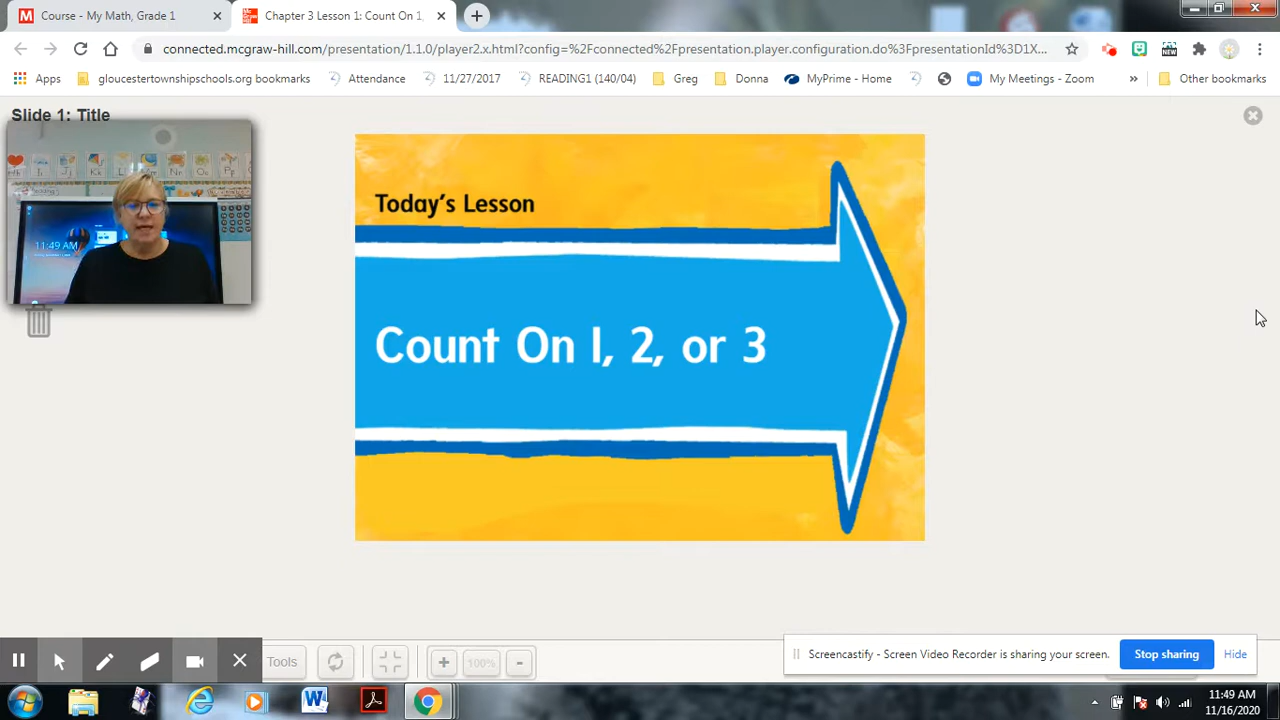 Course - My Math, Grade 1
Chapter 3 Lesson 1: Count On 1,
connected.mcgraw-hill.com/presentation/1.1.0/player2.x.html?config=%2Fconnected%2Fpresentation.player.configuration.do%3FpresentationId%3D1X...
Apps gloucestertownshipschools.org bookmarks Attendance 11/27/2017 READING1 (140/04) Greg Donna MyPrime - Home My Meetings - Zoom » Other bookmarks
Slide 1: Title
11:49 AM
Today's Lesson
Count On 1, 2, or 3
Tools
100%
Screencastify - Screen Video Recorder is sharing your screen.
Stop sharing
Hide
11:49 AM
11/16/2020